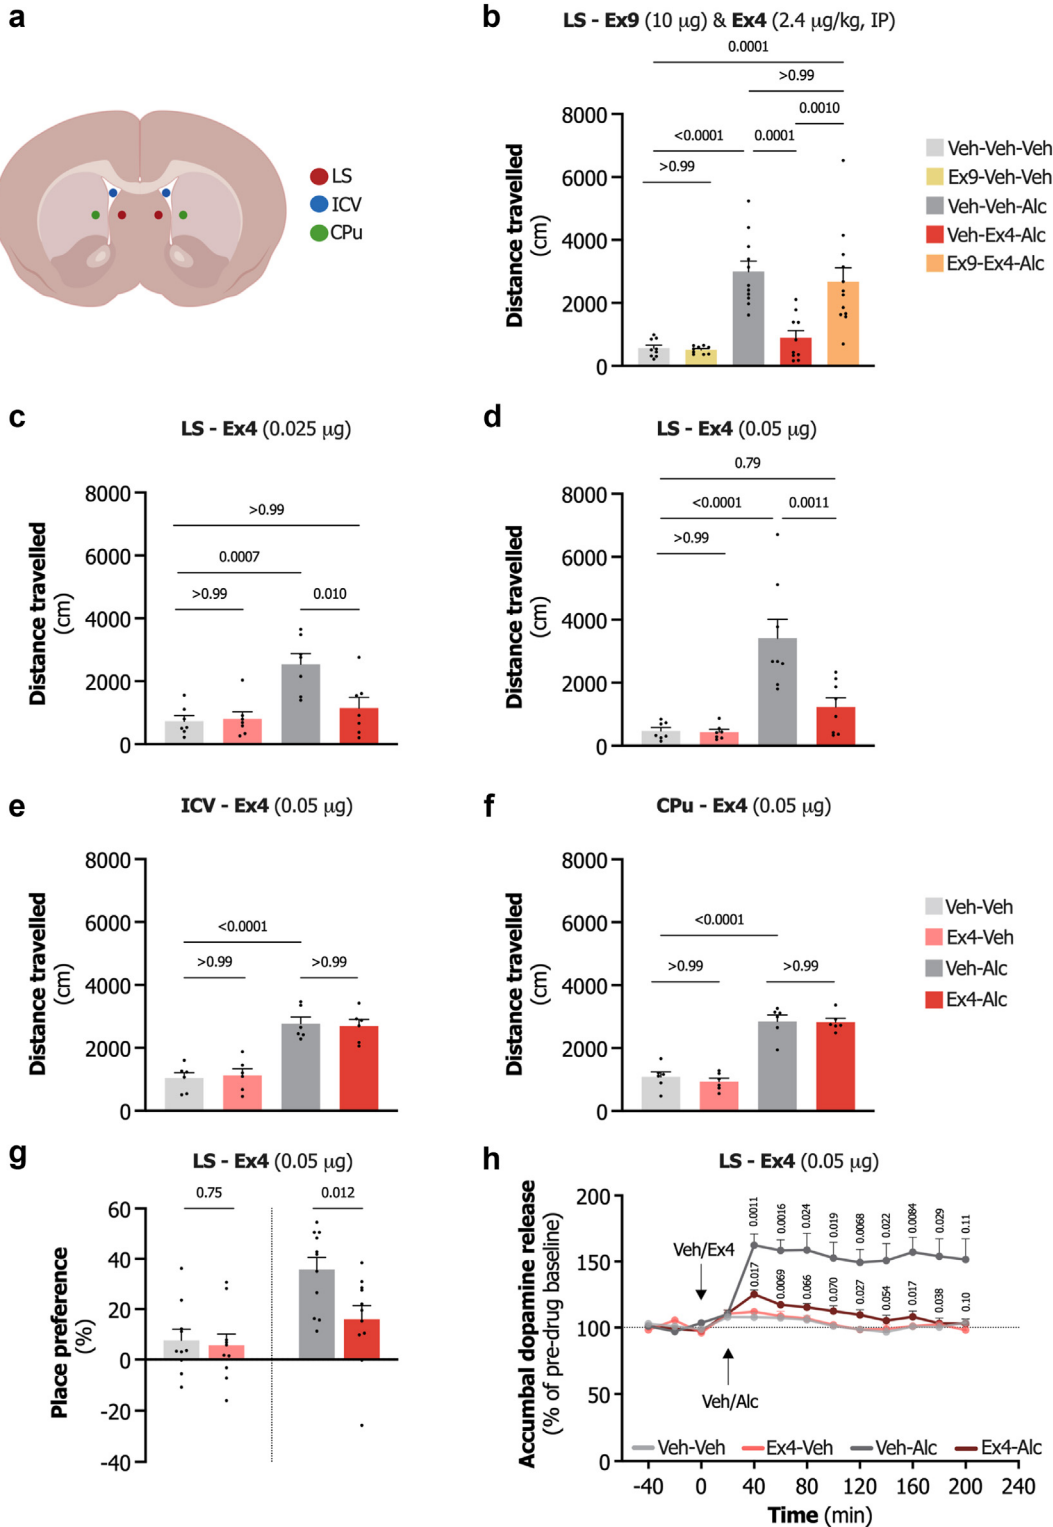 a
LS
ICV
CPu
b
LS - Ex9 (10 µg) & Ex4 (2.4 µg/kg, IP)
0.0001
>0.99
0.0010
<0.0001
0.0001
>0.99
8000
6000
4000
2000
0
Distance travelled
(cm)
Veh-Veh-Veh
Ex9-Veh-Veh
Veh-Veh-Alc
Veh-Ex4-Alc
Ex9-Ex4-Alc
c
LS - Ex4 (0.025 µg)
>0.99
0.0007
>0.99
0.010
8000
6000
4000
2000
0
Distance travelled
(cm)
d
LS - Ex4 (0.05 µg)
0.79
<0.0001
0.0011
>0.99
8000
6000
4000
2000
0
Distance travelled
(cm)
e
ICV - Ex4 (0.05 µg)
<0.0001
>0.99
>0.99
8000
6000
4000
2000
0
Distance travelled
(cm)
f
CPu - Ex4 (0.05 µg)
<0.0001
>0.99
>0.99
8000
6000
4000
2000
0
Distance travelled
(cm)
Veh-Veh
Ex4-Veh
Veh-Alc
Ex4-Alc
g
LS - Ex4 (0.05 µg)
0.75
0.012
60
40
20
0
-20
-40
Place preference
(%)
h
LS - Ex4 (0.05 µg)
200
150
100
50
0
Accumbal dopamine release
(% of pre-drug baseline)
Veh/Ex4
Veh/Alc
0.0011
0.0016
0.024
0.019
0.0068
0.022
0.0084
0.029
0.11
0.017
0.0069
0.066
0.070
0.027
0.054
0.017
0.038
0.10
Veh-Veh
Ex4-Veh
Veh-Alc
Ex4-Alc
-40
0
40
80
120
160
200
240
Time (min)